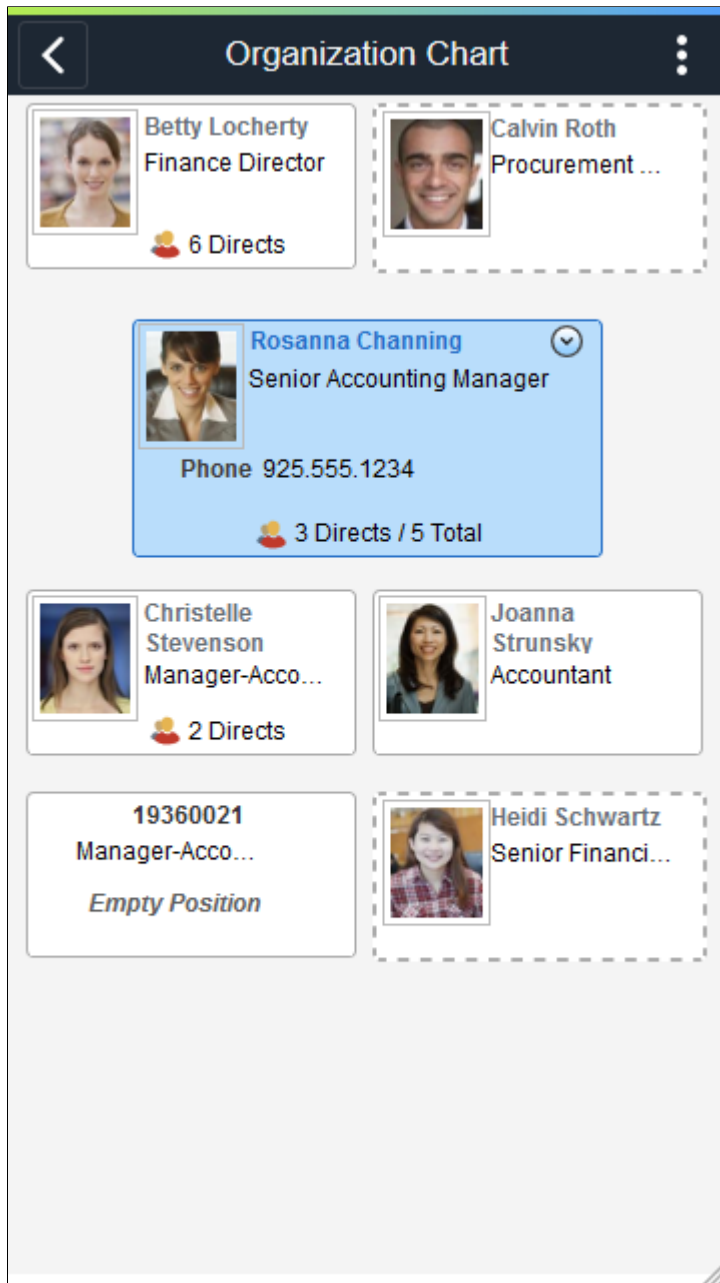 Organization Chart
Betty Locherty
Finance Director
6 Directs
Calvin Roth
Procurement ...
Rosanna Channing
Senior Accounting Manager
Phone 925.555.1234
3 Directs / 5 Total
Christelle
Stevenson
Manager-Acco...
2 Directs
Joanna
Strunsky
Accountant
19360021
Manager-Acco...
Empty Position
Heidi Schwartz
Senior Financi...